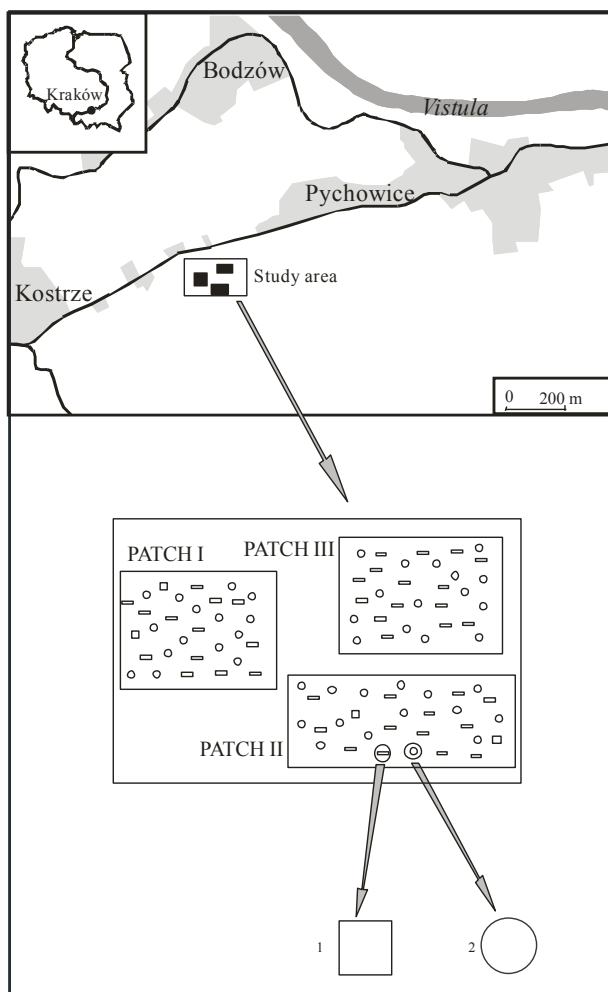 Kraków
Bodzów
Vistula
Pychowice
Study area
Kostrze
0 200 m
PATCH I
PATCH III
PATCH II
1
2